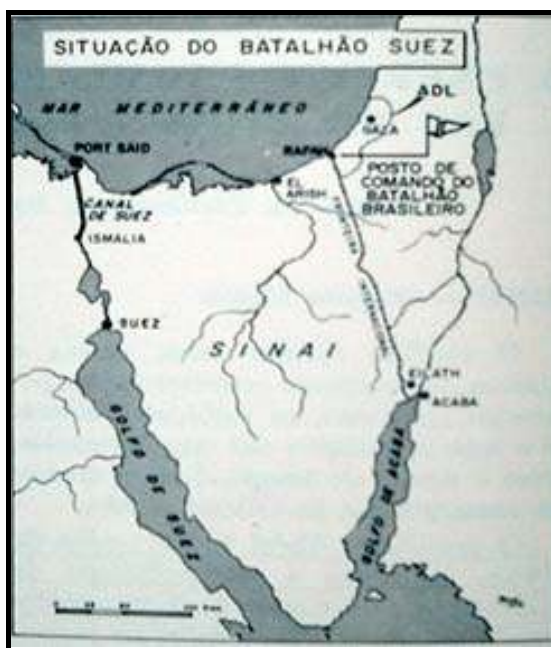 SITUAÇÃO DO BATALHÃO SUEZ
MAR MEDITERRÂNEO
ADL
GAZA
PORT SAID
RAFAH
POSTO DE
COMANDO DO
BATALHÃO
BRASILEIRO
EL
ARISH
CANAL
DE SUEZ
ISMÁLIA
FRONTEIRA INTERNACIONAL
SUEZ
SINAI
EILATH
ACABA
GOLFO DE SUEZ
GOLFO DE ACABA
0